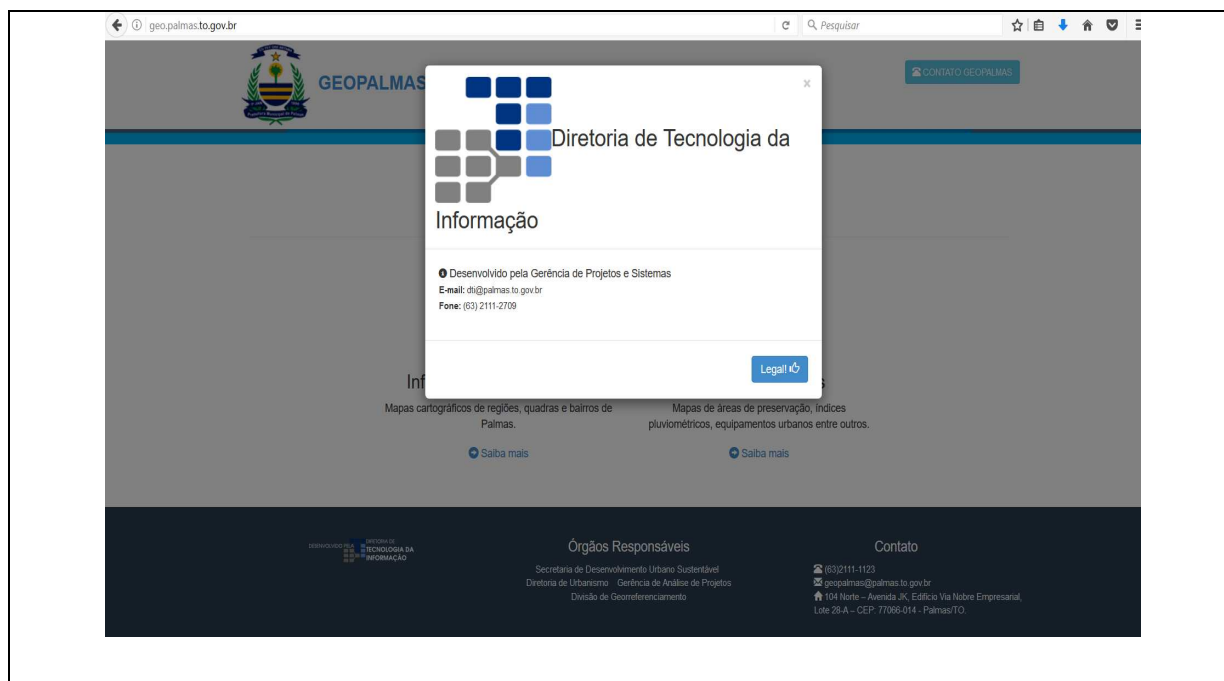 geo.palmas.to.gov.br
Pesquisar
GEOPALMAS
CONTATO GEOPALMAS
Diretoria de Tecnologia da
Informação
Desenvolvido pela Gerência de Projetos e Sistemas
E-mail: dti@palmas.to.gov.br
Fone: (63) 2111-2709
Legal!
Inf
s
Mapas cartográficos de regiões, quadras e bairros de
Palmas.
Saiba mais
Mapas de áreas de preservação, índices
pluviométricos, equipamentos urbanos entre outros.
Saiba mais
DESENVOLVIDO PELA
DIRETORIA DE
TECNOLOGIA DA
INFORMAÇÃO
Órgãos Responsáveis
Secretaria de Desenvolvimento Urbano Sustentável
Diretoria de Urbanismo Gerência de Análise de Projetos
Divisão de Georreferenciamento
Contato
(63)2111-1123
geopalmas@palmas.to.gov.br
104 Norte – Avenida JK, Edifício Via Nobre Empresarial,
Lote 28-A – CEP: 77066-014 - Palmas/TO.